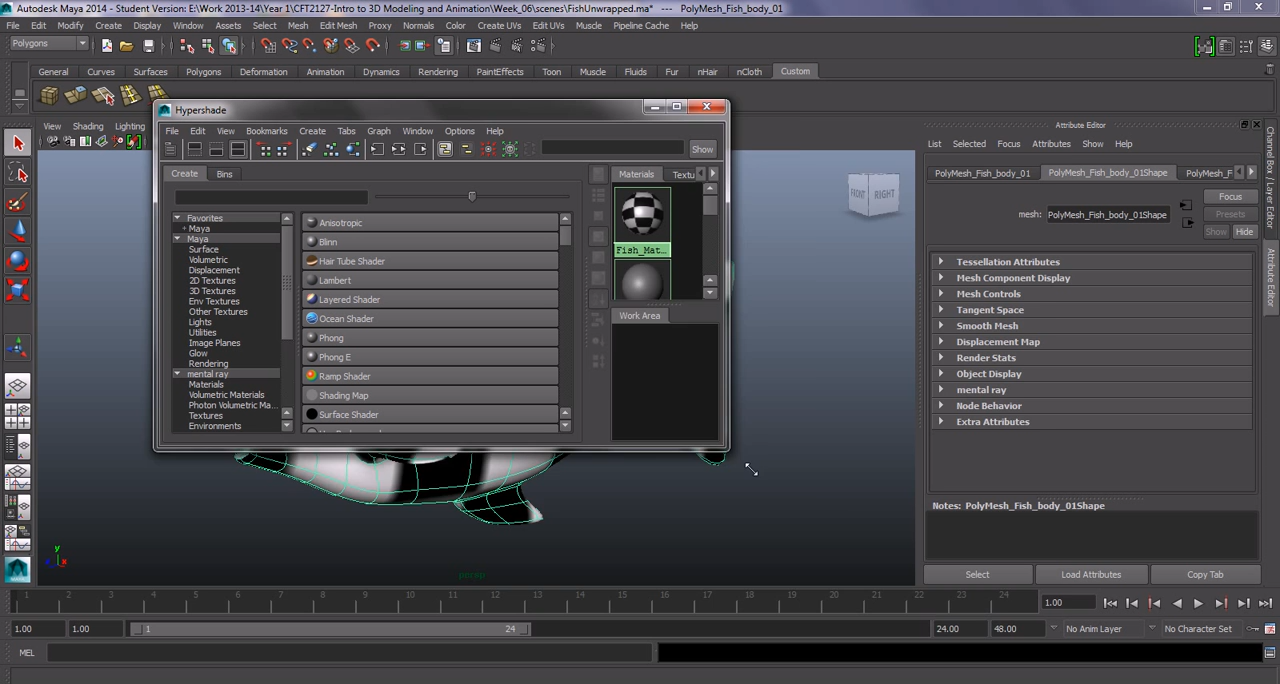 Autodesk Maya 2014 - Student Version: E:\Work 2013-14\Year 1\CFT2127-Intro to 3D Modeling and Animation\Week_06\scenes\FishUnwrapped.ma* --- PolyMesh_Fish_body_01
File Edit Modify Create Display Window Assets Select Mesh Edit Mesh Proxy Normals Color Create UVs Edit UVs Muscle Pipeline Cache Help
Polygons
General Curves Surfaces Polygons Deformation Animation Dynamics Rendering PaintEffects Toon Muscle Fluids Fur nHair nCloth Custom
View Shading Lighting
Hypershade
File Edit View Bookmarks Create Tabs Graph Window Options Help
Show
Create Bins
Favorites
+ Maya
Maya
Surface
Volumetric
Displacement
2D Textures
3D Textures
Env Textures
Other Textures
Lights
Utilities
Image Planes
Glow
Rendering
mental ray
Materials
Volumetric Materials
Photon Volumetric Ma...
Textures
Environments
Anisotropic
Blinn
Hair Tube Shader
Lambert
Layered Shader
Ocean Shader
Phong
Phong E
Ramp Shader
Shading Map
Surface Shader
Materials Textu
Fish_Mat...
Work Area
FRONT RIGHT
persp
y
x
Attribute Editor
List Selected Focus Attributes Show Help
PolyMesh_Fish_body_01 PolyMesh_Fish_body_01Shape PolyMesh_F
Focus
Presets
mesh: PolyMesh_Fish_body_01Shape
Show Hide
Tessellation Attributes
Mesh Component Display
Mesh Controls
Tangent Space
Smooth Mesh
Displacement Map
Render Stats
Object Display
mental ray
Node Behavior
Extra Attributes
Notes: PolyMesh_Fish_body_01Shape
Select Load Attributes Copy Tab
Channel Box / Layer Editor
Attribute Editor
1 2 3 4 5 6 7 8 9 10 11 12 13 14 15 16 17 18 19 20 21 22 23 24
1.00
1.00 1.00 1 24 24.00 48.00 No Anim Layer No Character Set
MEL